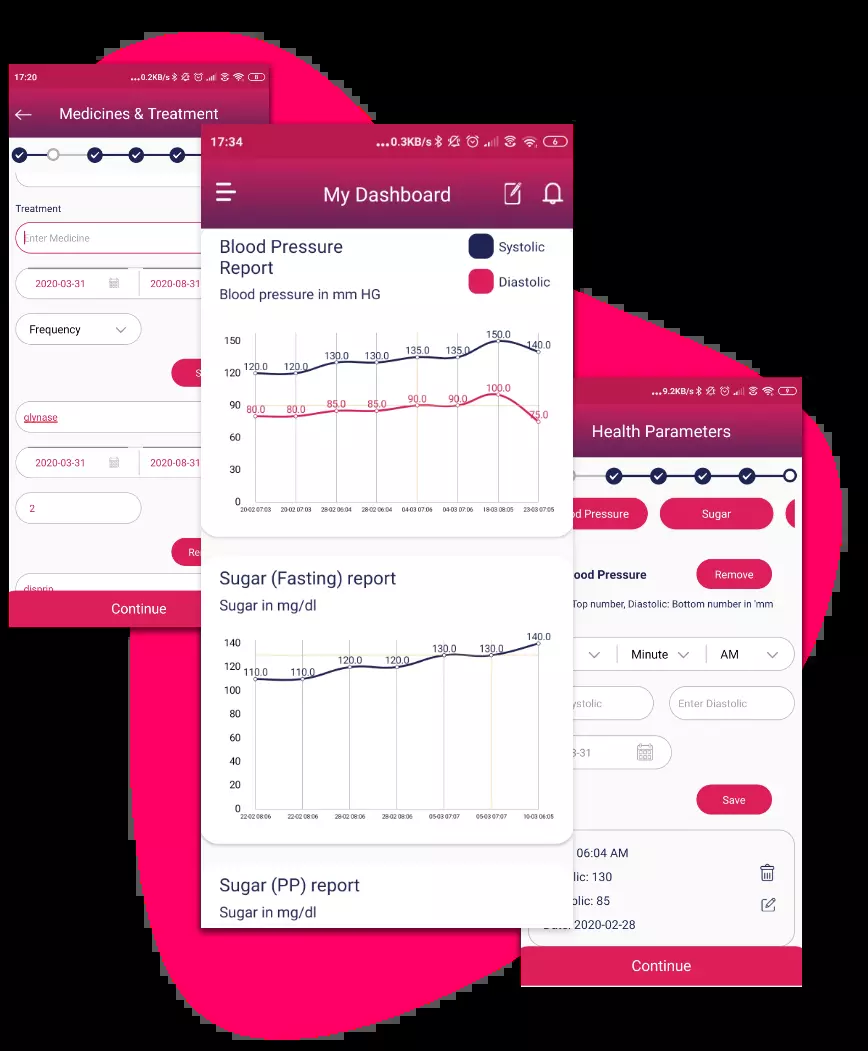 17:20
...0.2KB/s
8
Medicines & Treatment
Treatment
Enter Medicine
2020-03-31
2020-08-31
Frequency
S
glynase
2020-03-31
2020-08-31
2
Re
disprin
Continue
17:34
...0.3KB/s
6
My Dashboard
Blood Pressure
Report
Blood pressure in mm HG
Systolic
Diastolic
150
120
90
60
30
0
120.0 120.0 130.0 130.0 135.0 135.0 150.0 140.0
80.0 80.0 85.0 85.0 90.0 90.0 100.0 75.0
20-02 07:03 20-02 07:03 28-02 06:04 28-02 06:04 04-03 07:06 04-03 07:06 18-03 08:05 23-03 07:05
Sugar (Fasting) report
Sugar in mg/dl
140
120
100
80
60
40
20
0
110.0 110.0 120.0 120.0 130.0 130.0 140.0
22-02 08:06 22-02 08:06 28-02 08:06 28-02 08:06 05-03 07:07 05-03 07:07 10-03 06:05
Sugar (PP) report
Sugar in mg/dl
...9.2KB/s
9
Health Parameters
d Pressure
Sugar
ood Pressure
Remove
Top number, Diastolic: Bottom number in 'mm
Minute
AM
ystolic
Enter Diastolic
3-31
Save
06:04 AM
lic: 130
olic: 85
Date: 2020-02-28
Continue